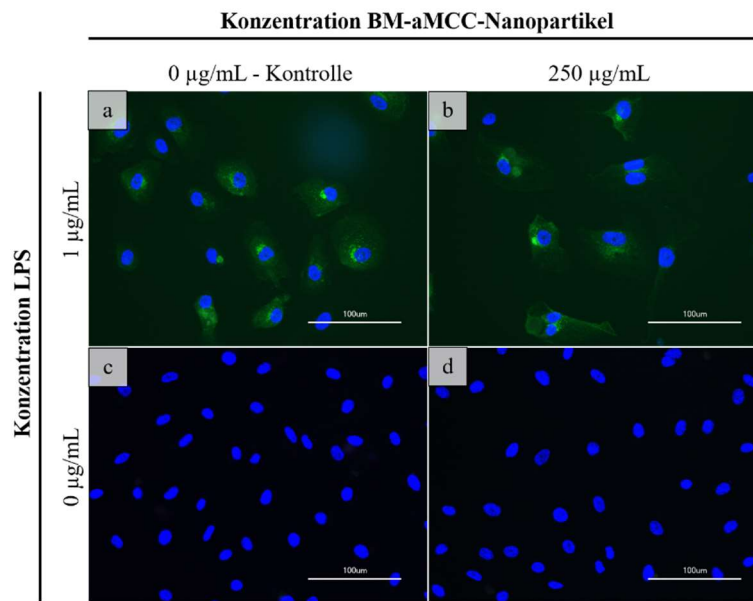 Konzentration BM-aMCC-Nanopartikel
0 µg/mL - Kontrolle
250 µg/mL
Konzentration LPS
1 µg/mL
a
100um
b
100um
0 µg/mL
c
100um
d
100um